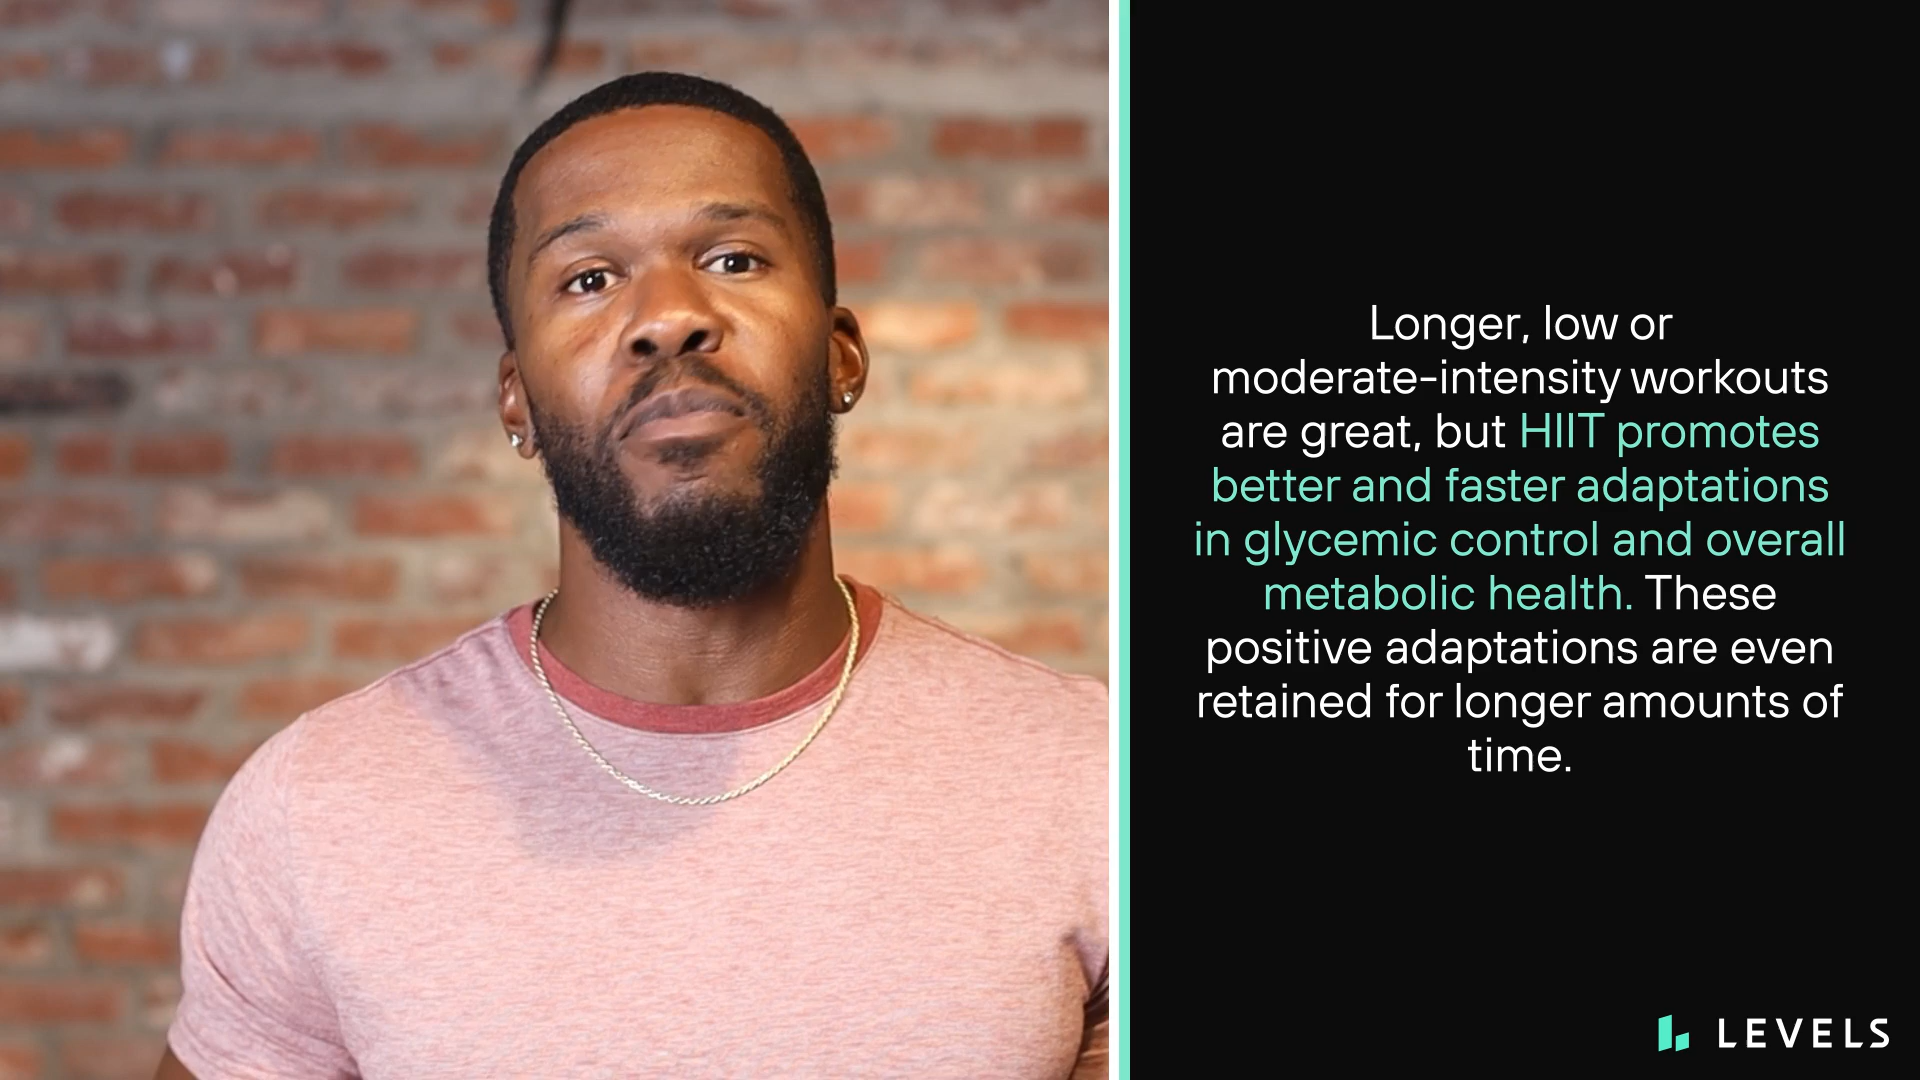 Longer, low or
moderate-intensity workouts
are great, but HIIT promotes
better and faster adaptations
in glycemic control and overall
metabolic health. These
positive adaptations are even
retained for longer amounts of
time.
LEVELS